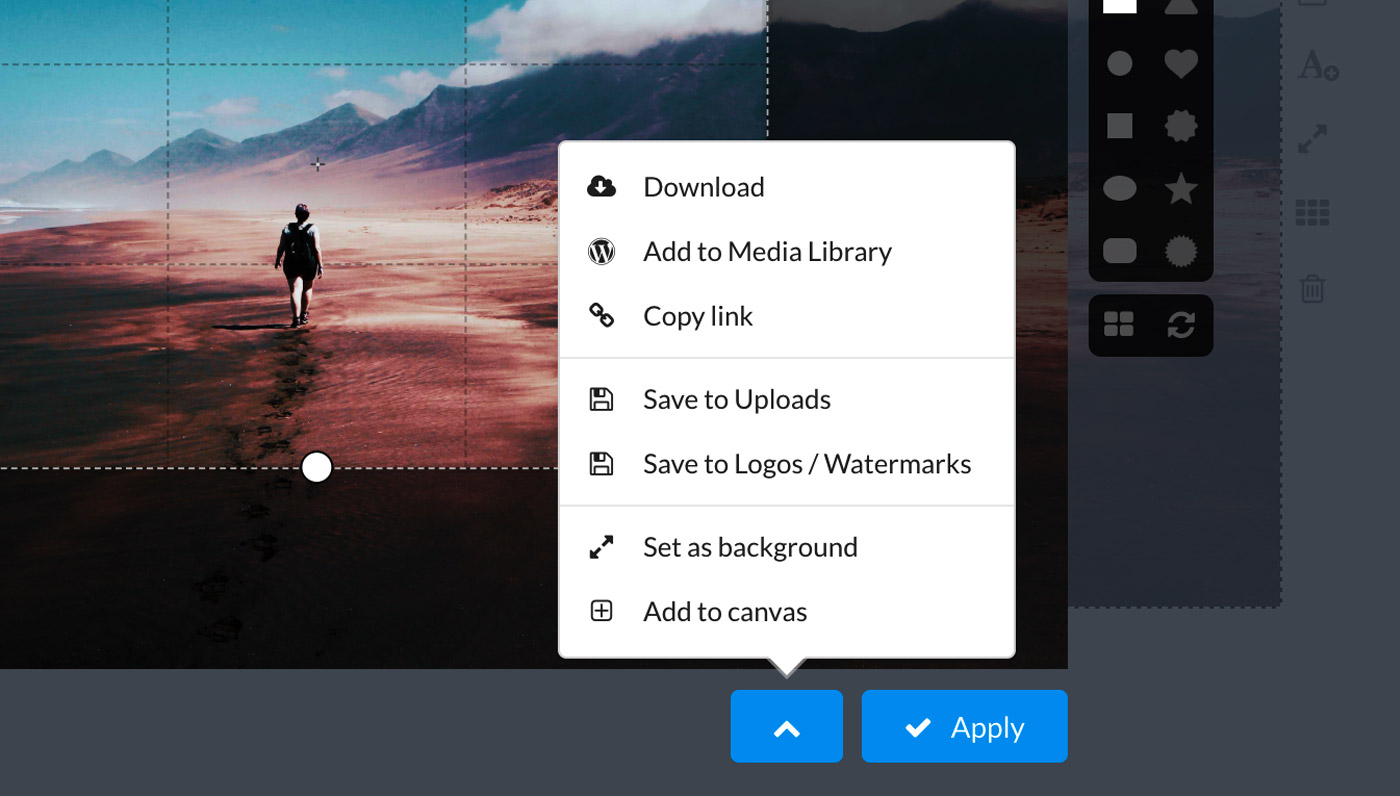 Download
Add to Media Library
Copy link
Save to Uploads
Save to Logos / Watermarks
Set as background
Add to canvas
Apply